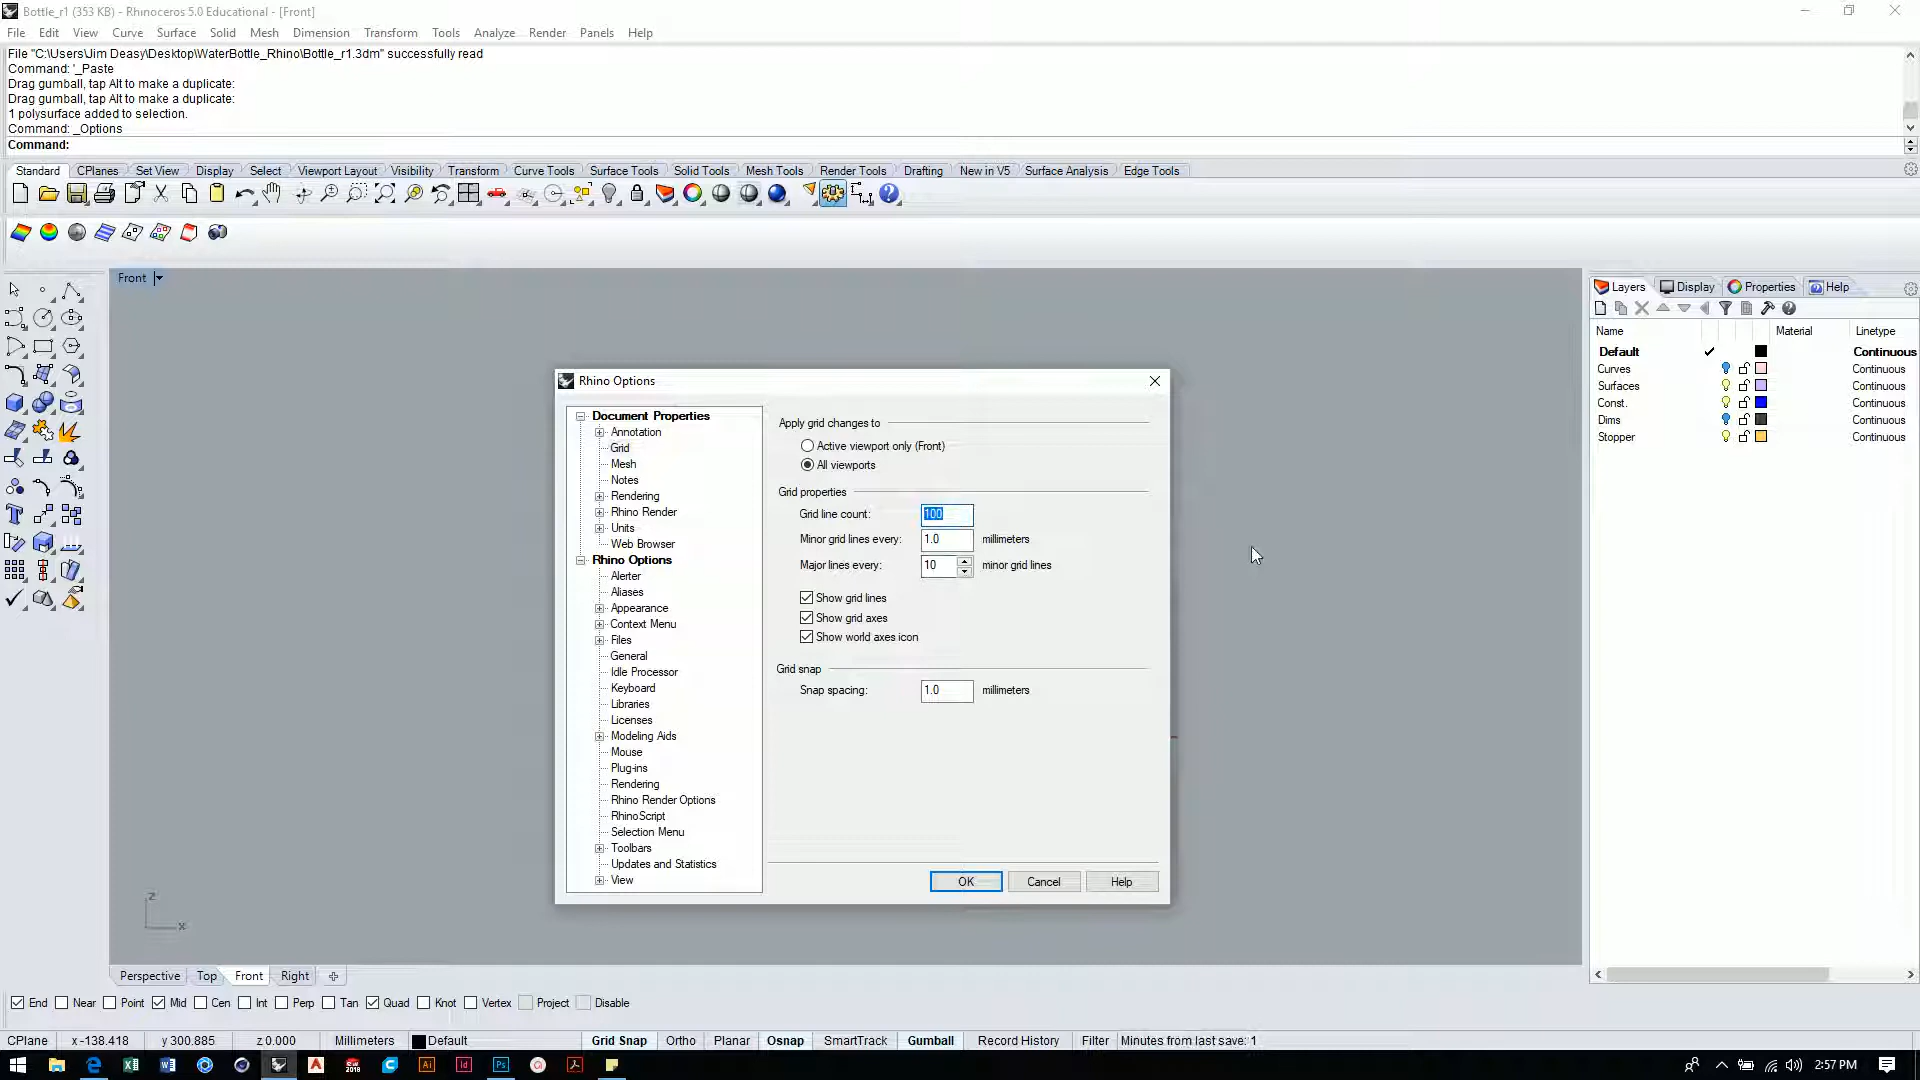 Bottle_r1 (353 KB) - Rhinoceros 5.0 Educational - [Front]
File Edit View Curve Surface Solid Mesh Dimension Transform Tools Analyze Render Panels Help
File "C:\Users\Jim Deasy\Desktop\WaterBottle_Rhino\Bottle_r1.3dm" successfully read
Command: '_Paste
Drag gumball, tap Alt to make a duplicate:
Drag gumball, tap Alt to make a duplicate:
1 polysurface added to selection.
Command: _Options
Command:
Standard CPlanes Set View Display Select Viewport Layout Visibility Transform Curve Tools Surface Tools Solid Tools Mesh Tools Render Tools Drafting New in V5 Surface Analysis Edge Tools
Front
Layers Display Properties Help
Name Material Linetype
Default Continuous
Curves Continuous
Surfaces Continuous
Const. Continuous
Dims Continuous
Stopper Continuous
Rhino Options
Document Properties
Annotation
Grid
Mesh
Notes
Rendering
Rhino Render
Units
Web Browser
Rhino Options
Alerter
Aliases
Appearance
Context Menu
Files
General
Idle Processor
Keyboard
Libraries
Licenses
Modeling Aids
Mouse
Plug-ins
Rendering
Rhino Render Options
RhinoScript
Selection Menu
Toolbars
Updates and Statistics
View
Apply grid changes to
Active viewport only (Front)
All viewports
Grid properties
Grid line count: 100
Minor grid lines every: 1.0 millimeters
Major lines every: 10 minor grid lines
Show grid lines
Show grid axes
Show world axes icon
Grid snap
Snap spacing: 1.0 millimeters
OK Cancel Help
z
x
Perspective Top Front Right
End Near Point Mid Cen Int Perp Tan Quad Knot Vertex Project Disable
CPlane x -138.418 y 300.885 z 0.000 Millimeters Default Grid Snap Ortho Planar Osnap SmartTrack Gumball Record History Filter Minutes from last save: 1
2018 Ai Id Ps
2:57 PM